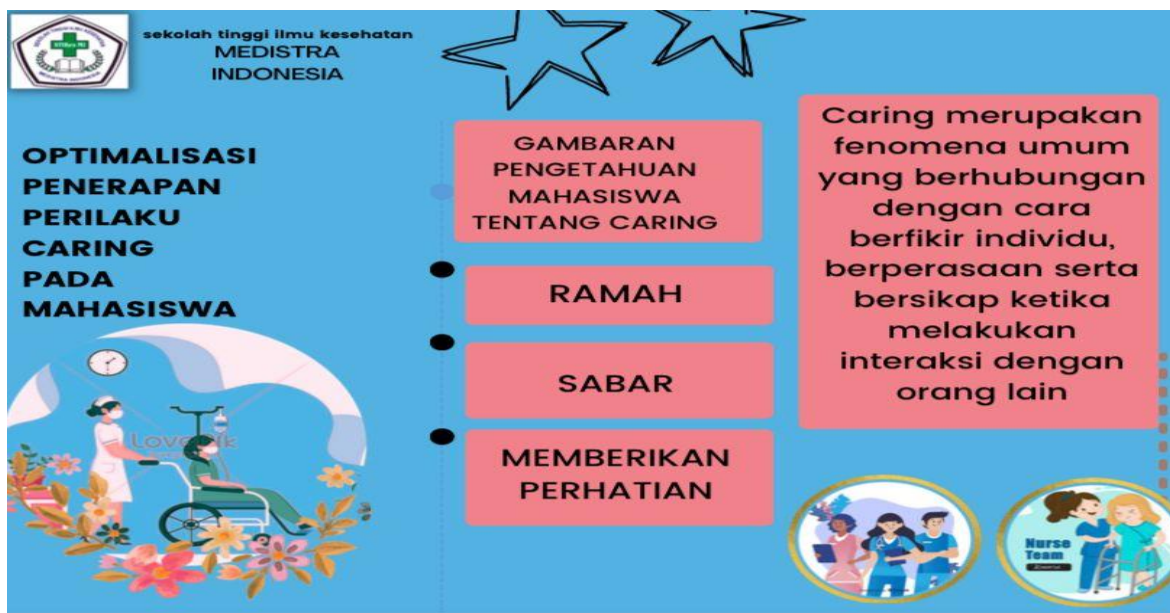 sekolah tinggi ilmu kesehatan
MEDISTRA
INDONESIA
OPTIMALISASI
PENERAPAN
PERILAKU
CARING
PADA
MAHASISWA
GAMBARAN
PENGETAHUAN
MAHASISWA
TENTANG CARING
RAMAH
SABAR
MEMBERIKAN
PERHATIAN
Caring merupakan
fenomena umum
yang berhubungan
dengan cara
berfikir individu,
berperasaan serta
bersikap ketika
melakukan
interaksi dengan
orang lain
Nurse
Team